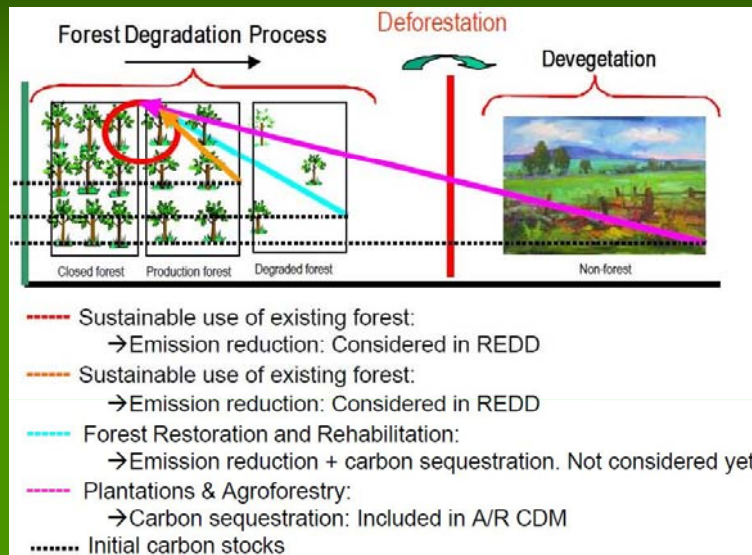 Deforestation
Forest Degradation Process
Devegetation
Closed forest
Production forest
Degraded forest
Non-forest
Sustainable use of existing forest:
→Emission reduction: Considered in REDD
Sustainable use of existing forest:
→Emission reduction: Considered in REDD
Forest Restoration and Rehabilitation:
→Emission reduction + carbon sequestration. Not considered yet
Plantations & Agroforestry:
→Carbon sequestration: Included in A/R CDM
Initial carbon stocks